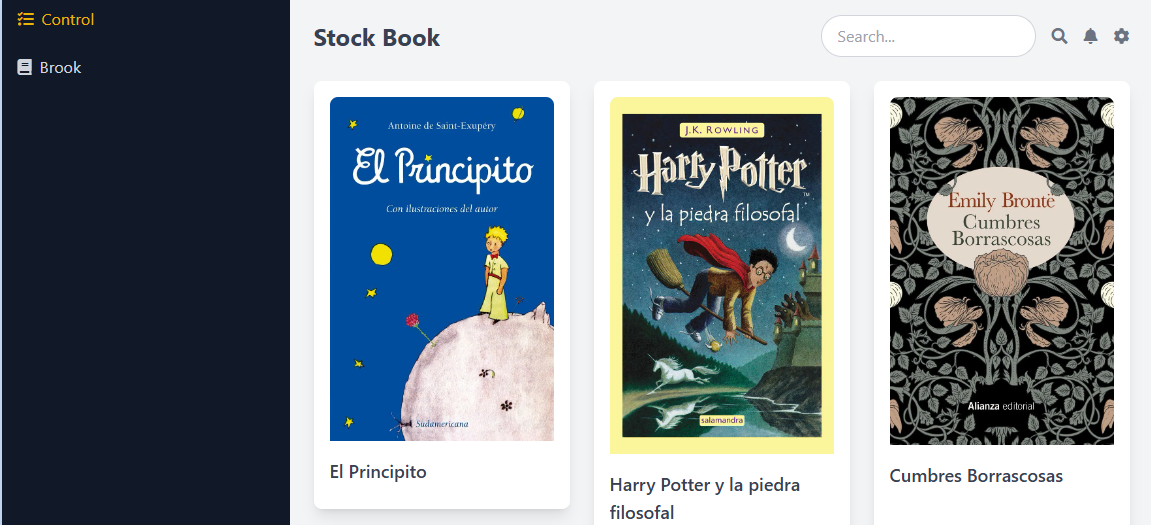 Control
Brook
Stock Book
Search...
Antoine de Saint-Exupéry
El Principito
Con ilustraciones del autor
Sudamericana
El Principito
J.K. ROWLING
Harry Potter
™
y la piedra filosofal
salamandra
Harry Potter y la piedra
filosofal
Emily Brontë
Cumbres
Borrascosas
Alianza editorial
Cumbres Borrascosas